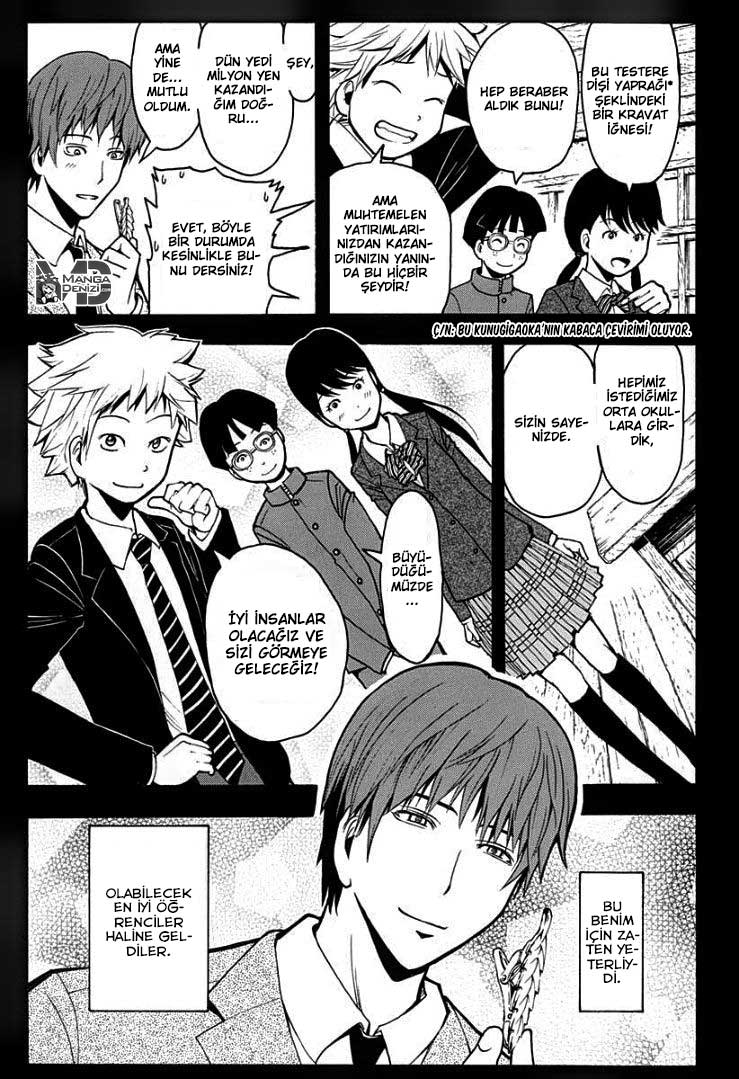 BU TESTERE
DİŞİ YAPRAĞI*
ŞEKLİNDEKİ
BİR KRAVAT
İĞNESİ!
HEP BERABER
ALDIK BUNU!
AMA
MUHTEMELEN
YATIRIMLARI-
NIZDAN KAZAN-
DIĞINIZIN YANIN-
DA BU HİÇBİR
ŞEYDİR!
Ç/N: BU KUNUGİGAOKA'NIN KABACA ÇEVİRİMİ OLUYOR.
ŞEY,
DÜN YEDİ
MİLYON YEN
KAZANDI-
ĞIM DOĞ-
RU...
AMA
YİNE
DE...
MUTLU
OLDUM.
EVET, BÖYLE
BİR DURUMDA
KESİNLİKLE BU-
NU DERSİNİZ!
MANGA
DENİZİ.com
HEPİMİZ
İSTEDİĞİMİZ
ORTA OKUL-
LARA GİR-
DİK,
SİZİN SAYE-
NİZDE.
BÜYÜ-
DÜĞÜ-
MÜZDE
...
İYİ İNSANLAR
OLACAĞIZ VE
SİZİ GÖRMEYE
GELECEĞİZ!
BU
BENİM
İÇİN ZA-
TEN YE-
TERLİY-
Dİ.
OLABİLECEK
EN İYİ ÖĞ-
RENCİLER
HALİNE GEL-
DİLER.